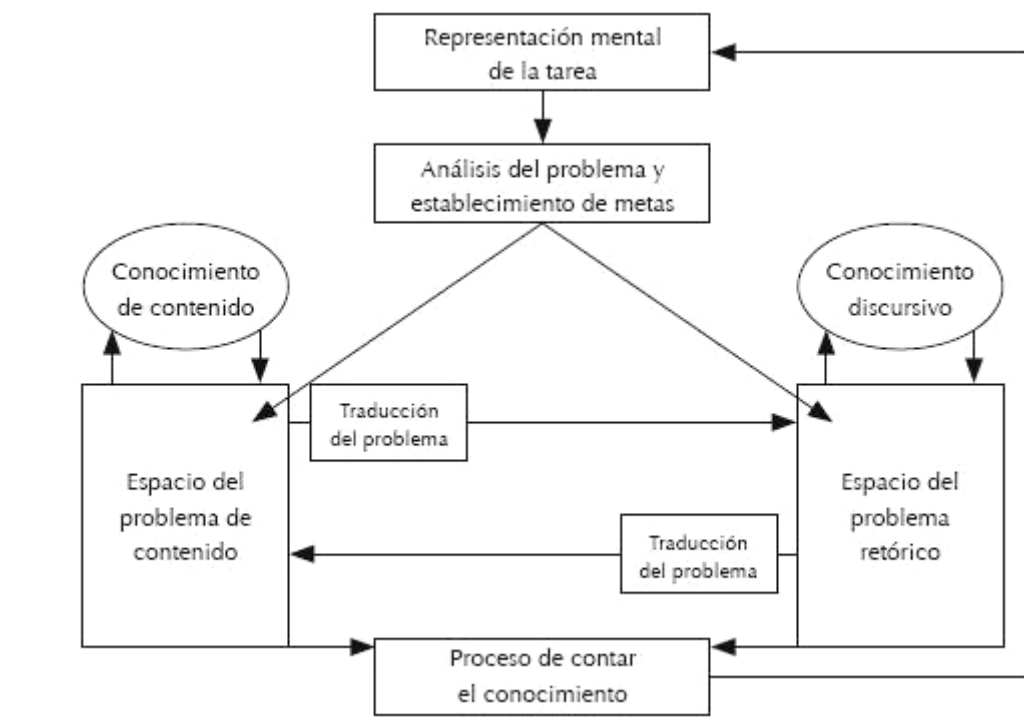 Representación mental
de la tarea
Análisis del problema y
establecimiento de metas
Conocimiento
de contenido
Conocimiento
discursivo
Traducción
del problema
Espacio del
problema de
contenido
Espacio del
problema
retórico
Traducción
del problema
Proceso de contar
el conocimiento